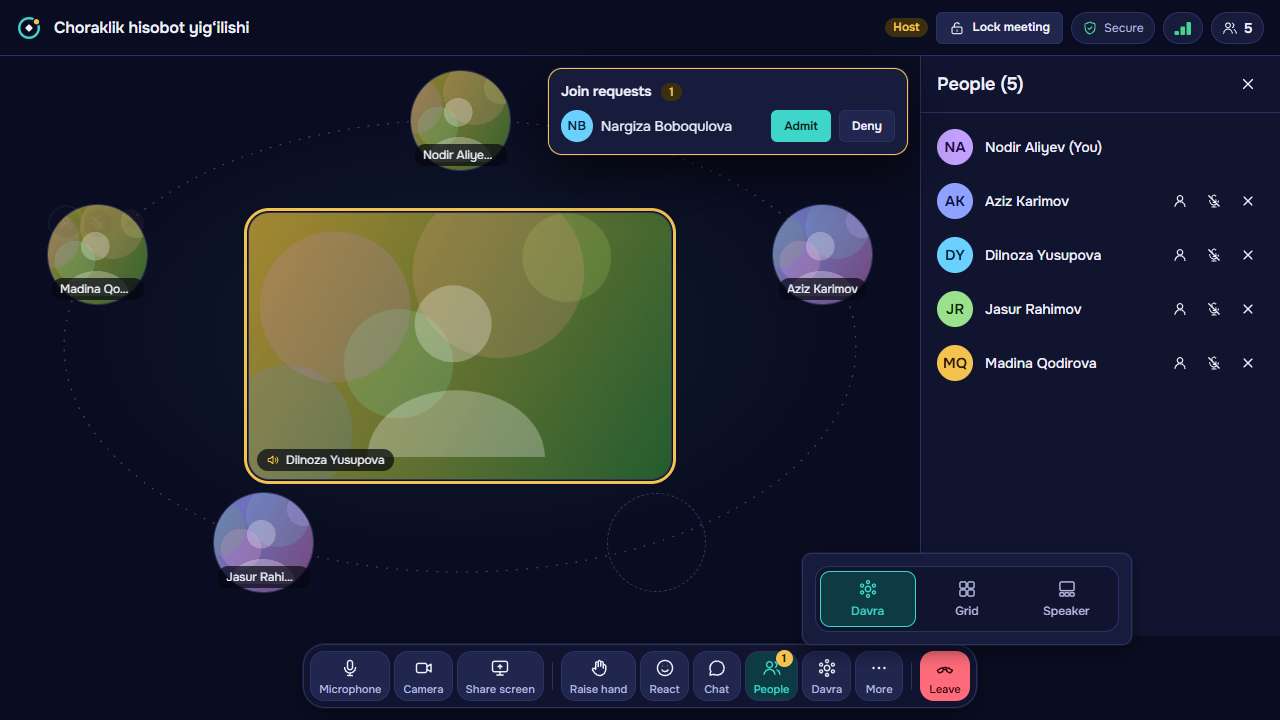 Choraklik hisobot yigʻilishi
Host
Lock meeting
Secure
5
Nodir Aliye...
Join requests 1
NB Nargiza Boboqulova
Admit
Deny
Madina Qo...
Aziz Karimov
Dilnoza Yusupova
Jasur Rahi...
People (5)
NA Nodir Aliyev (You)
AK Aziz Karimov
DY Dilnoza Yusupova
JR Jasur Rahimov
MQ Madina Qodirova
Davra
Grid
Speaker
Microphone
Camera
Share screen
Raise hand
React
Chat
People
1
Davra
More
Leave